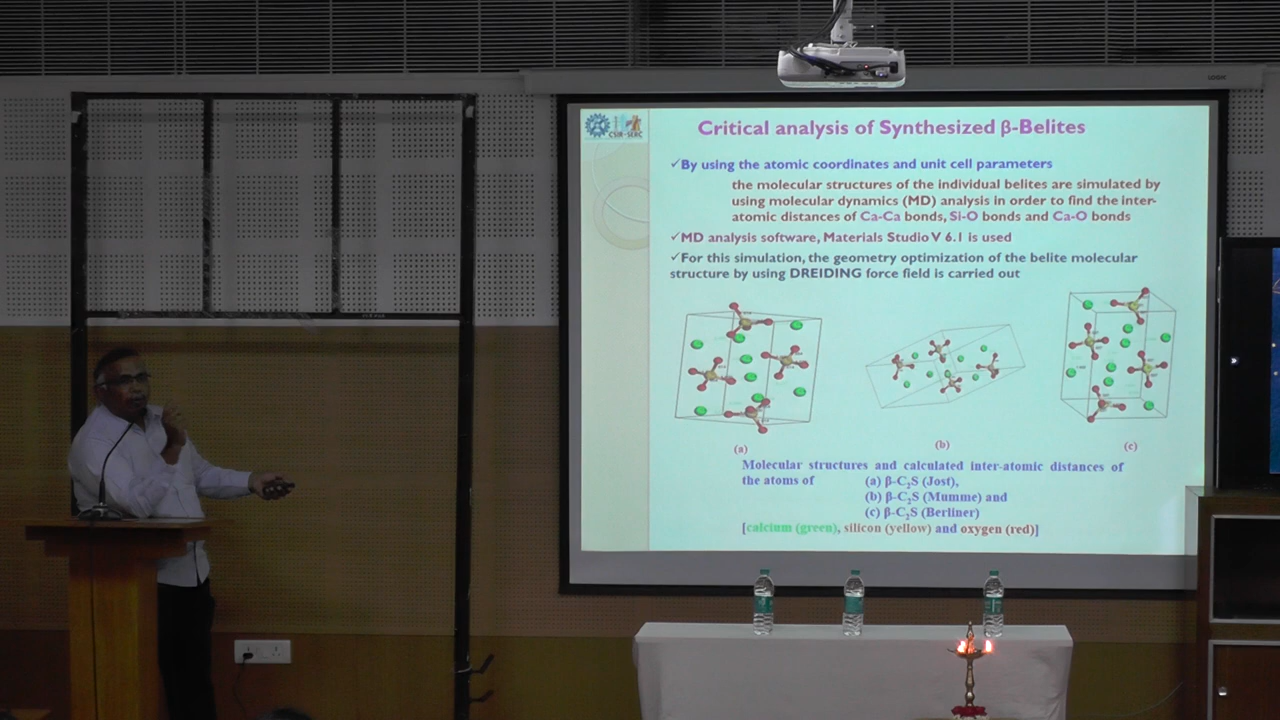 LOGIC
CSIR-SERC
Critical analysis of Synthesized β-Belites
✓By using the atomic coordinates and unit cell parameters
the molecular structures of the individual belites are simulated by
using molecular dynamics (MD) analysis in order to find the inter-
atomic distances of Ca-Ca bonds, Si-O bonds and Ca-O bonds
✓MD analysis software, Materials Studio V 6.1 is used
✓For this simulation, the geometry optimization of the belite molecular
structure by using DREIDING force field is carried out
(a)
(b)
(c)
Molecular structures and calculated inter-atomic distances of
the atoms of (a) β-C₂S (Jost),
(b) β-C₂S (Mumme) and
(c) β-C₂S (Berliner)
[calcium (green), silicon (yellow) and oxygen (red)]